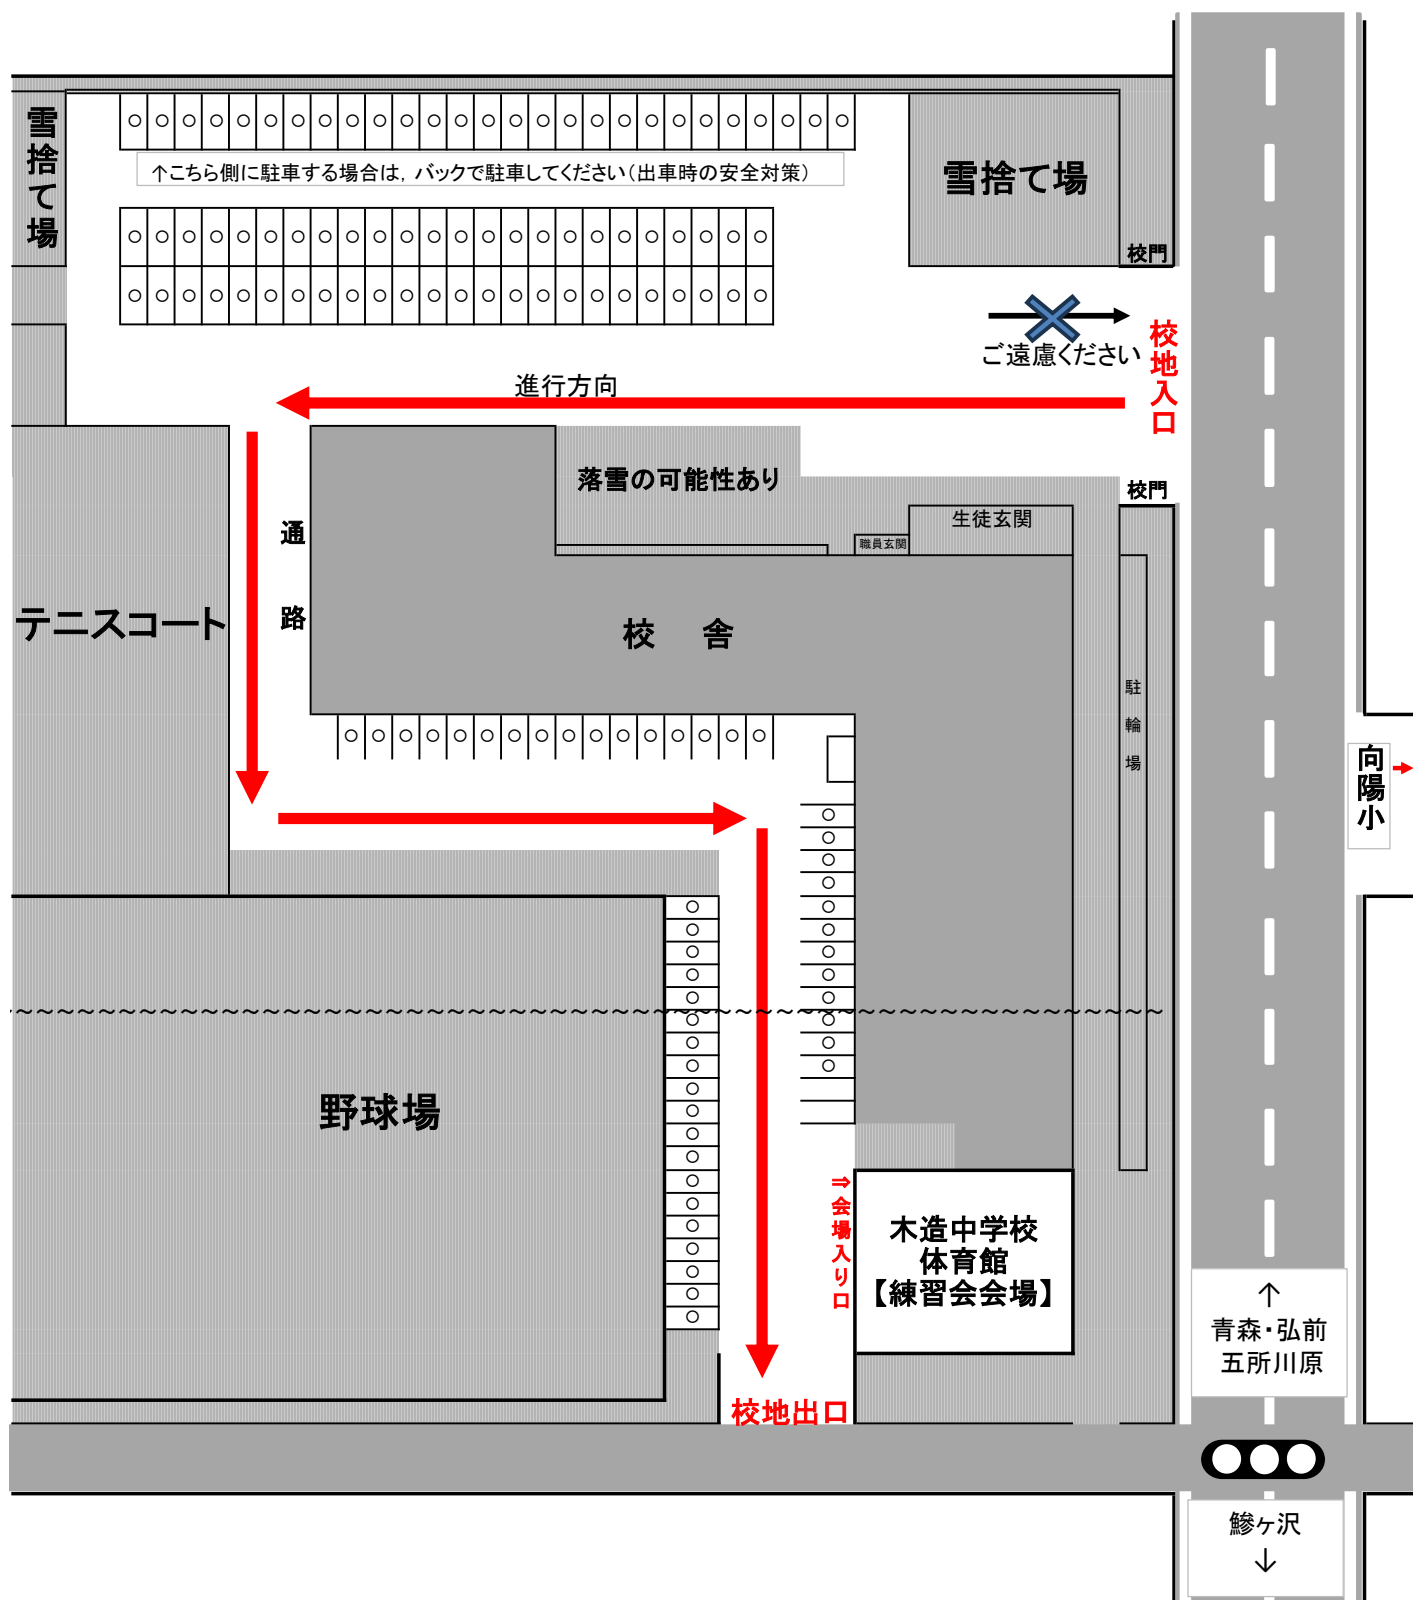 雪捨て場
↑こちら側に駐車する場合は，バックで駐車してください（出車時の安全対策）
雪捨て場
校門
ご遠慮ください
校地入口
進行方向
落雪の可能性あり
校門
生徒玄関
職員玄関
通路
テニスコート
校　舎
駐輪場
向陽小
野球場
⇒会場入り口
木造中学校
体育館
【練習会会場】
↑
青森・弘前
五所川原
校地出口
鰺ヶ沢
↓